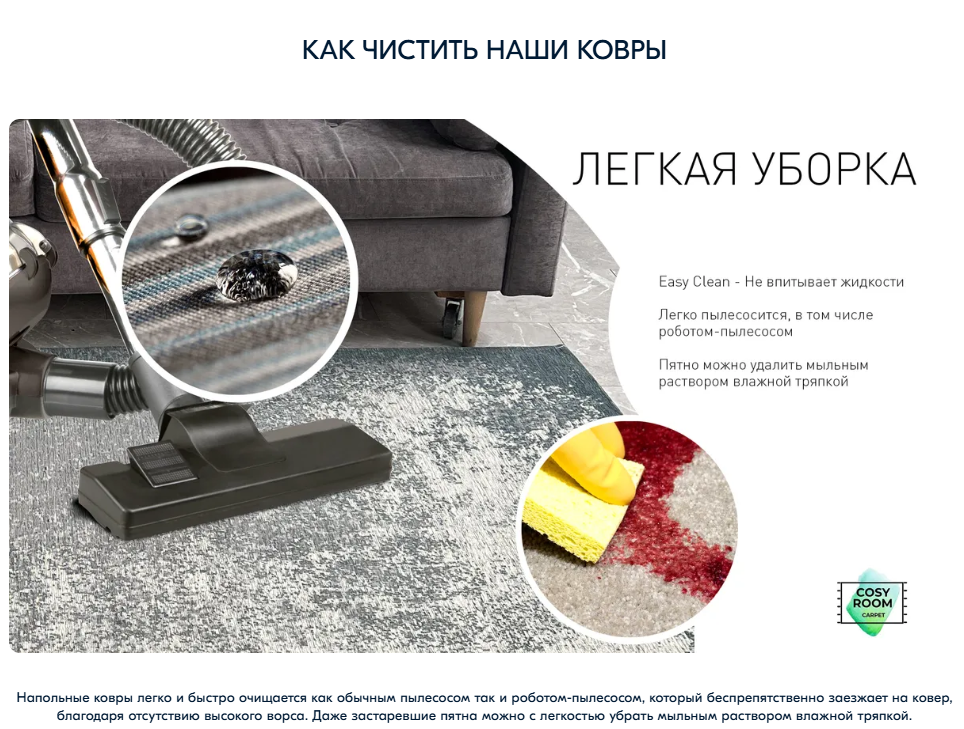 КАК ЧИСТИТЬ НАШИ КОВРЫ
ЛЕГКАЯ УБОРКА
Easy Clean - Не впитывает жидкости
Легко пылесосится, в том числе
роботом-пылесосом
Пятно можно удалить мыльным
раствором влажной тряпкой
COSY
ROOM
CARPET
Напольные ковры легко и быстро очищается как обычным пылесосом так и роботом-пылесосом, который беспрепятственно заезжает на ковер,
благодаря отсутствию высокого ворса. Даже застаревшие пятна можно с легкостью убрать мыльным раствором влажной тряпкой.